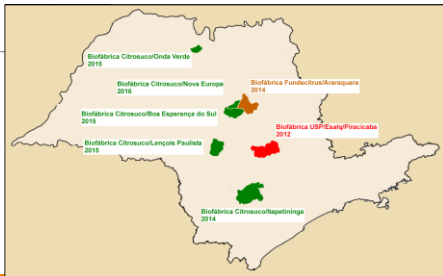 Biofábrica Citrosuco/Onda Verde
2015
Biofábrica Citrosuco/Nova Europa
2016
Biofábrica Fundecitrus/Araraquara
2014
Biofábrica Citrosuco/Boa Esperança do Sul
2015
Biofábrica USP/Esalq/Piracicaba
2012
Biofábrica Citrosuco/Lençois Paulista
2015
Biofábrica Citrosuco/Itapetininga
2014